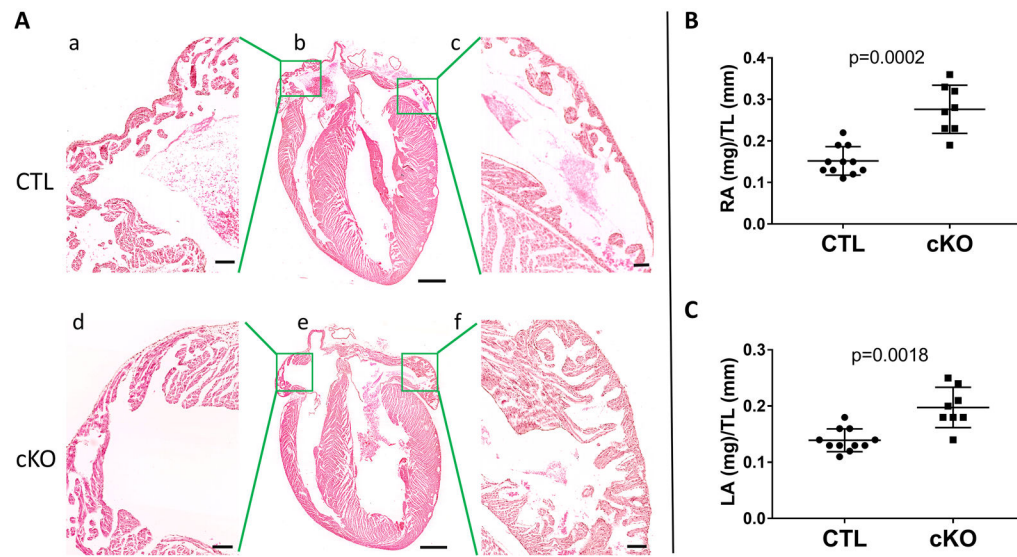 A
a
b
c
CTL
d
e
f
cKO
B
p=0.0002
RA (mg)/TL (mm)
0.4
0.3
0.2
0.1
0.0
CTL
cKO
C
p=0.0018
LA (mg)/TL (mm)
0.3
0.2
0.1
0.0
CTL
cKO